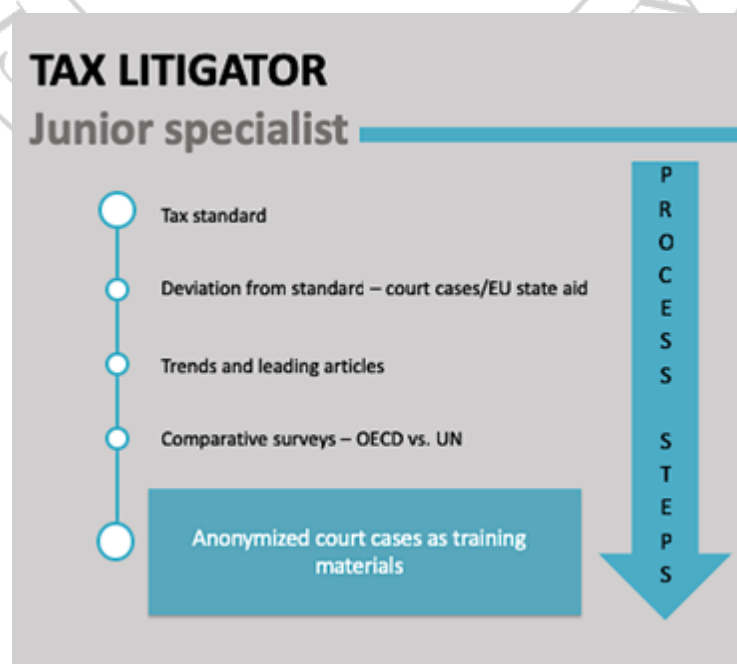 TAX LITIGATOR
Junior specialist
Tax standard
Deviation from standard – court cases/EU state aid
Trends and leading articles
Comparative surveys – OECD vs. UN
Anonymized court cases as training
materials
PROCESS STEPS